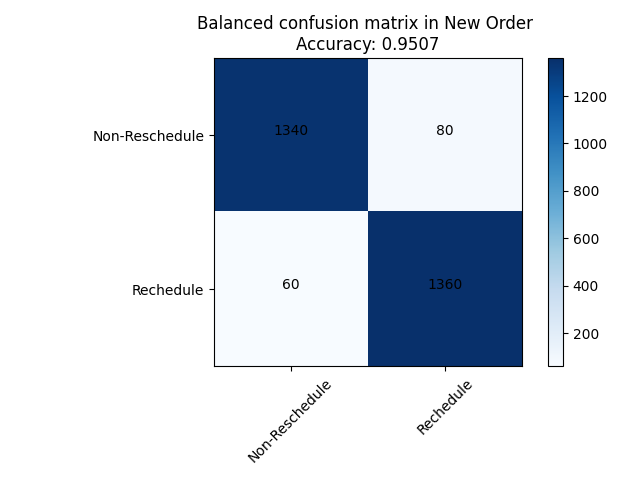 Balanced confusion matrix in New Order
Accuracy: 0.9507
Non-Reschedule
1340
80
Rechedule
60
1360
Non-Reschedule
Rechedule
1200
1000
800
600
400
200